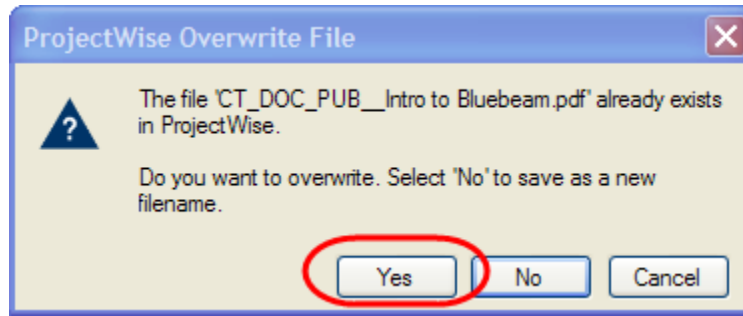 ProjectWise Overwrite File
The file 'CT_DOC_PUB__Intro to Bluebeam.pdf' already exists
in ProjectWise.
Do you want to overwrite. Select 'No' to save as a new
filename.
?
Yes
No
Cancel